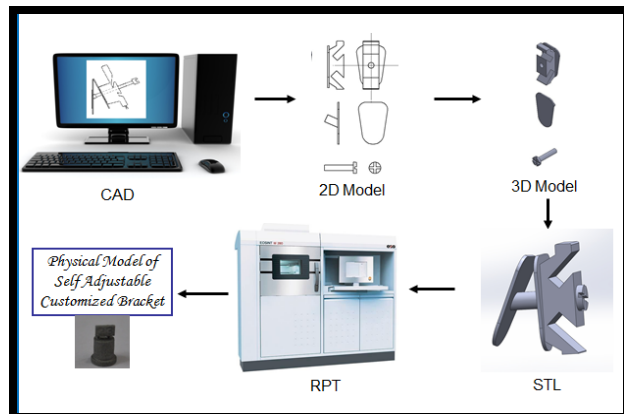 CAD
2D Model
3D Model
Physical Model of
Self Adjustable
Customized Bracket
RPT
STL